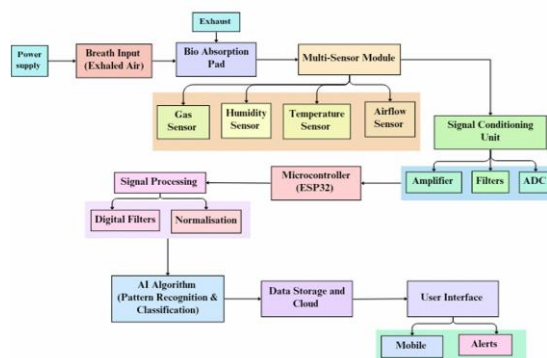 Exhaust
Power
supply
Breath Input
(Exhaled Air)
Bio Absorption
Pad
Multi-Sensor Module
Gas
Sensor
Humidity
Sensor
Temperature
Sensor
Airflow
Sensor
Signal Conditioning
Unit
Signal Processing
Microcontroller
(ESP32)
Amplifier
Filters
ADC
Digital Filters
Normalisation
AI Algorithm
(Pattern Recognition &
Classification)
Data Storage and
Cloud
User Interface
Mobile
Alerts